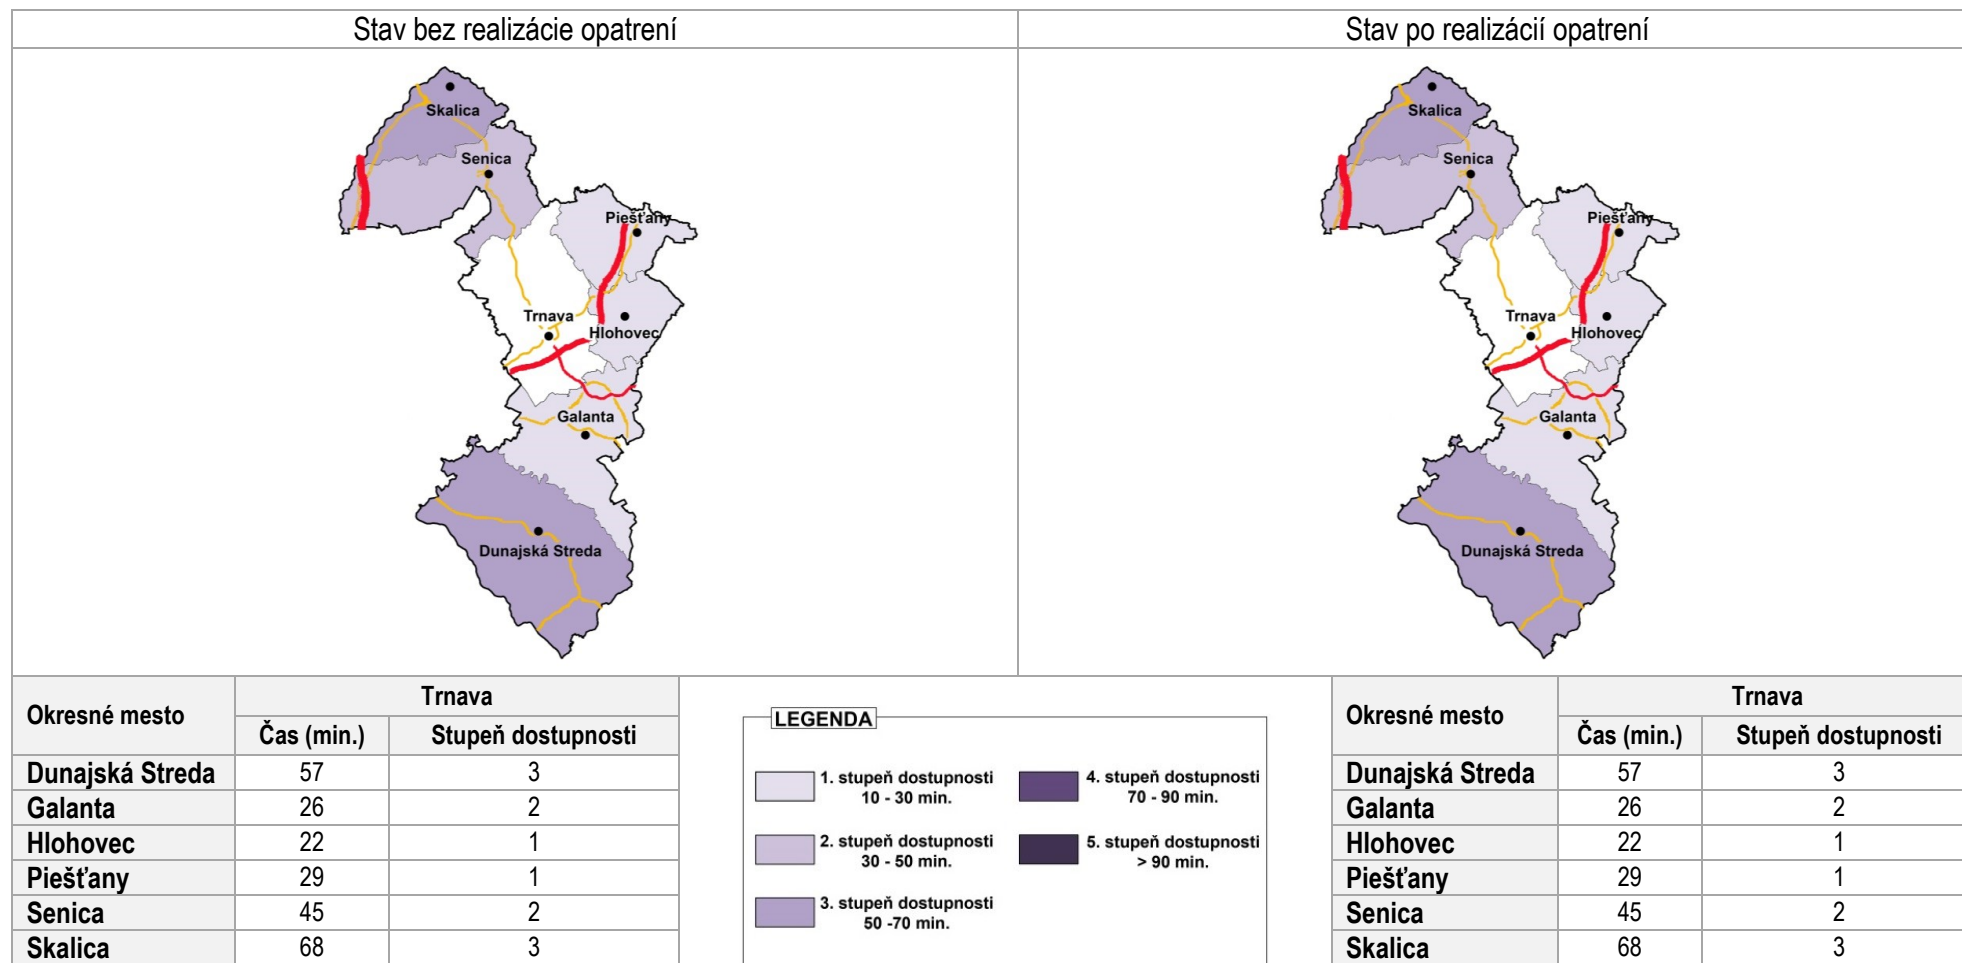 Stav bez realizácie opatrení
Stav po realizácií opatrení
Skalica
Senica
Piešťany
Trnava
Hlohovec
Galanta
Dunajská Streda
Skalica
Senica
Piešťany
Trnava
Hlohovec
Galanta
Dunajská Streda
Okresné mesto Trnava
Čas (min.) Stupeň dostupnosti
Dunajská Streda 57 3
Galanta 26 2
Hlohovec 22 1
Piešťany 29 1
Senica 45 2
Skalica 68 3
LEGENDA
1. stupeň dostupnosti
10 - 30 min.
2. stupeň dostupnosti
30 - 50 min.
3. stupeň dostupnosti
50 -70 min.
4. stupeň dostupnosti
70 - 90 min.
5. stupeň dostupnosti
> 90 min.
Okresné mesto Trnava
Čas (min.) Stupeň dostupnosti
Dunajská Streda 57 3
Galanta 26 2
Hlohovec 22 1
Piešťany 29 1
Senica 45 2
Skalica 68 3